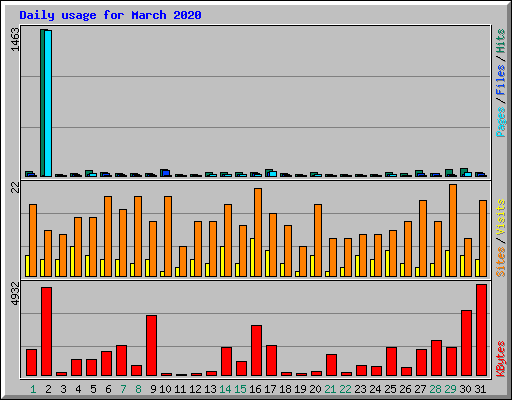 Daily usage for March 2020
1463
Pages / Files / Hits
22
Sites / Visits
4932
KBytes
1 2 3 4 5 6 7 8 9 10 11 12 13 14 15 16 17 18 19 20 21 22 23 24 25 26 27 28 29 30 31